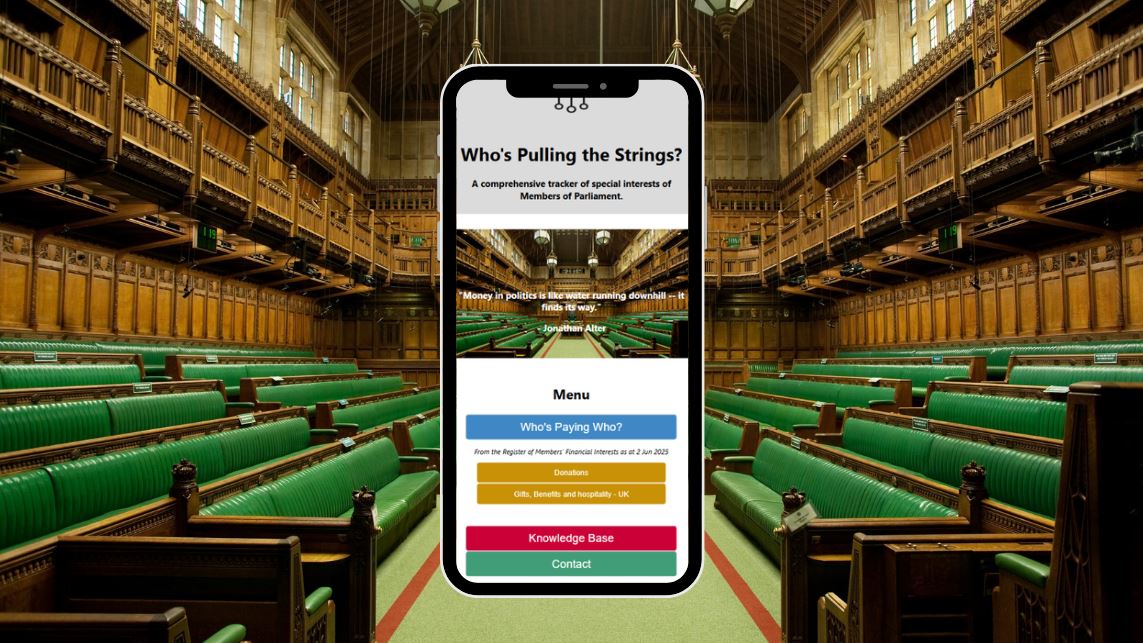 Who's Pulling the Strings?
A comprehensive tracker of special interests of
Members of Parliament.
"Money in politics is like water running downhill -- it
finds its way."
- Jonathan Alter
Menu
Who's Paying Who?
From the Register of Members' Financial Interests as at 2 Jun 2025
Donations
Gifts, Benefits and hospitality - UK
Knowledge Base
Contact